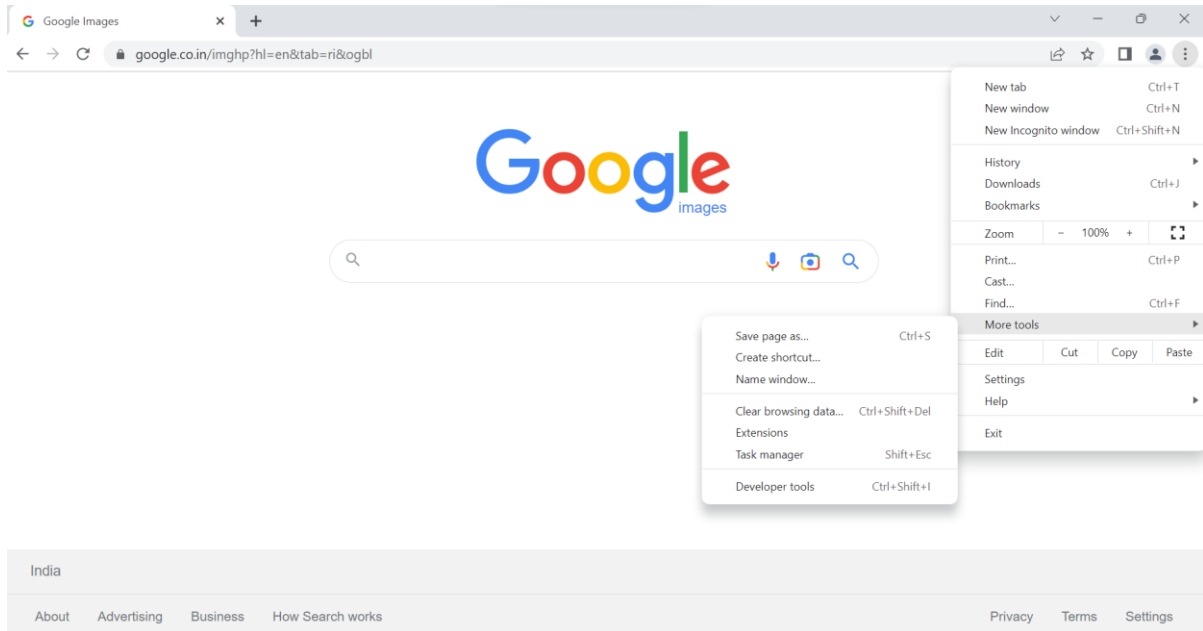 Google Images
google.co.in/imghp?hl=en&tab=ri&ogbl
Google
images
New tab Ctrl+T
New window Ctrl+N
New Incognito window Ctrl+Shift+N
History
Downloads Ctrl+J
Bookmarks
Zoom − 100% +
Print... Ctrl+P
Cast...
Find... Ctrl+F
More tools
Edit Cut Copy Paste
Settings
Help
Exit
Save page as... Ctrl+S
Create shortcut...
Name window...
Clear browsing data... Ctrl+Shift+Del
Extensions
Task manager Shift+Esc
Developer tools Ctrl+Shift+I
India
About Advertising Business How Search works Privacy Terms Settings